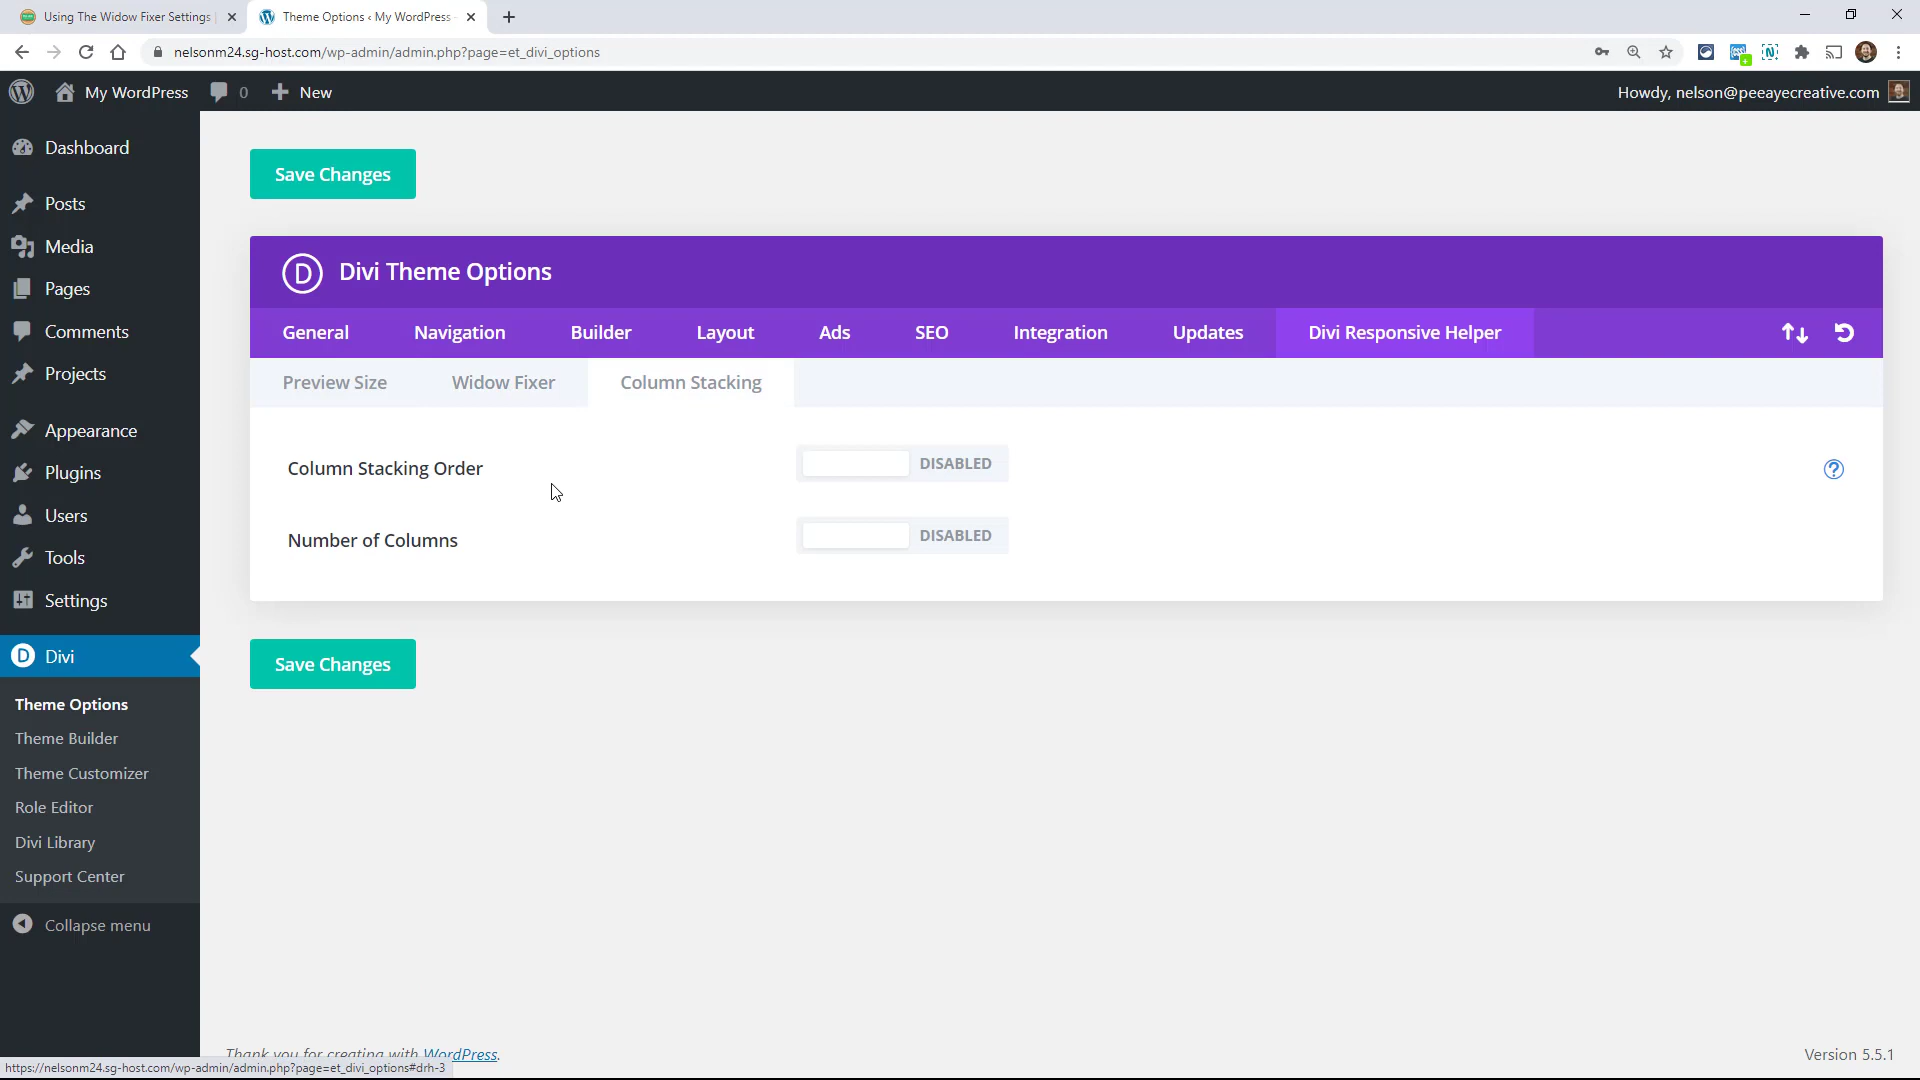 Using The Widow Fixer Settings
Theme Options ‹ My WordPress
nelsonm24.sg-host.com/wp-admin/admin.php?page=et_divi_options
My WordPress
0
New
Howdy, nelson@peeayecreative.com
Dashboard
Posts
Media
Pages
Comments
Projects
Appearance
Plugins
Users
Tools
Settings
Divi
Theme Options
Theme Builder
Theme Customizer
Role Editor
Divi Library
Support Center
Collapse menu
Save Changes
Divi Theme Options
General Navigation Builder Layout Ads SEO Integration Updates Divi Responsive Helper
Preview Size Widow Fixer Column Stacking
Column Stacking Order DISABLED
Number of Columns DISABLED
Save Changes
Thank you for creating with WordPress.
Version 5.5.1
https://nelsonm24.sg-host.com/wp-admin/admin.php?page=et_divi_options#drh-3